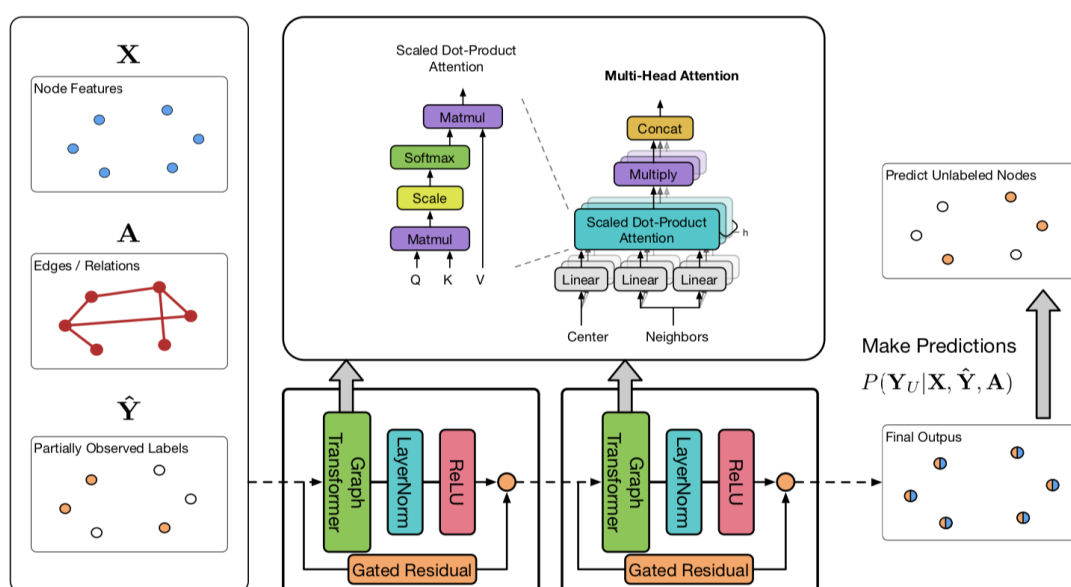 X
Node Features
A
Edges / Relations
Ŷ
Partially Observed Labels
Scaled Dot-Product
Attention
Matmul
Softmax
Scale
Matmul
Q K V
Multi-Head Attention
Concat
Multiply
Scaled Dot-Product
Attention
h
Linear Linear Linear
Center Neighbors
Graph
Transformer
LayerNorm
ReLU
Gated Residual
Graph
Transformer
LayerNorm
ReLU
Gated Residual
Predict Unlabeled Nodes
Make Predictions
P(Y_U|X, Ŷ, A)
Final Outpus